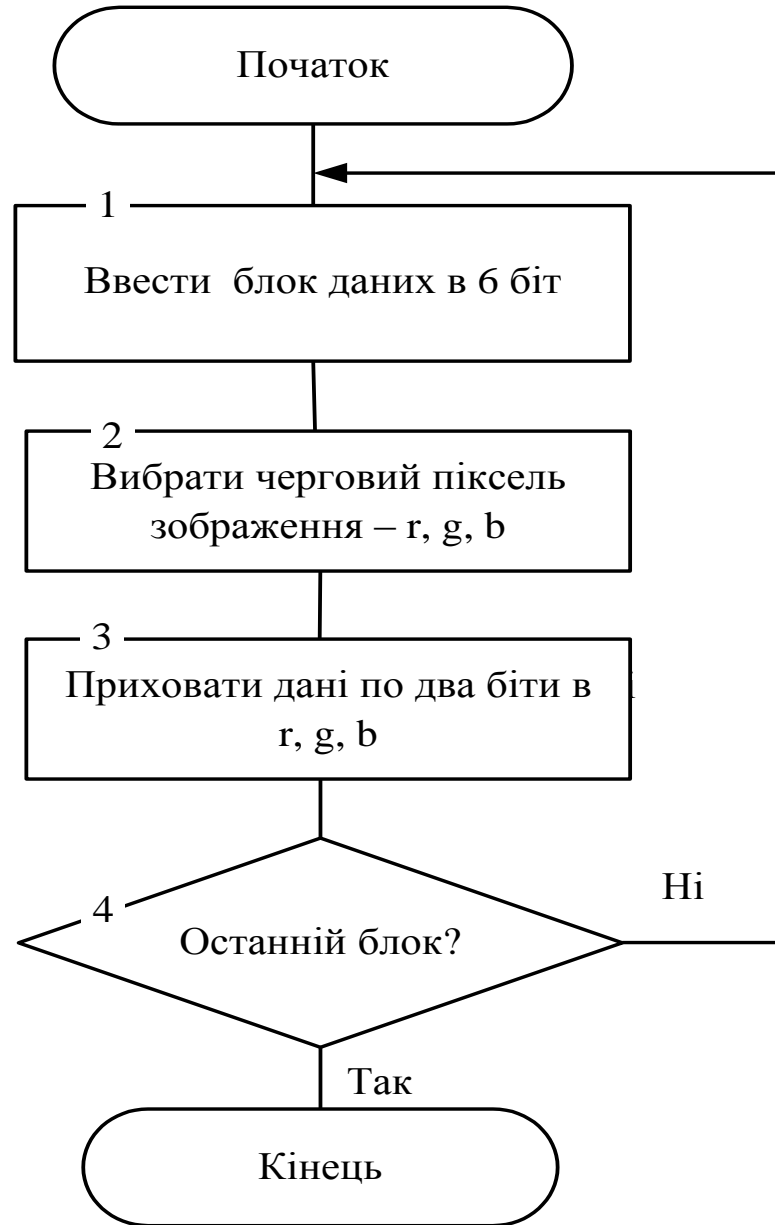 Початок
1
Ввести блок даних в 6 біт
2
Вибрати черговий піксель
зображення – r, g, b
3
Приховати дані по два біти в
r, g, b
4
Останній блок?
Ні
Так
Кінець